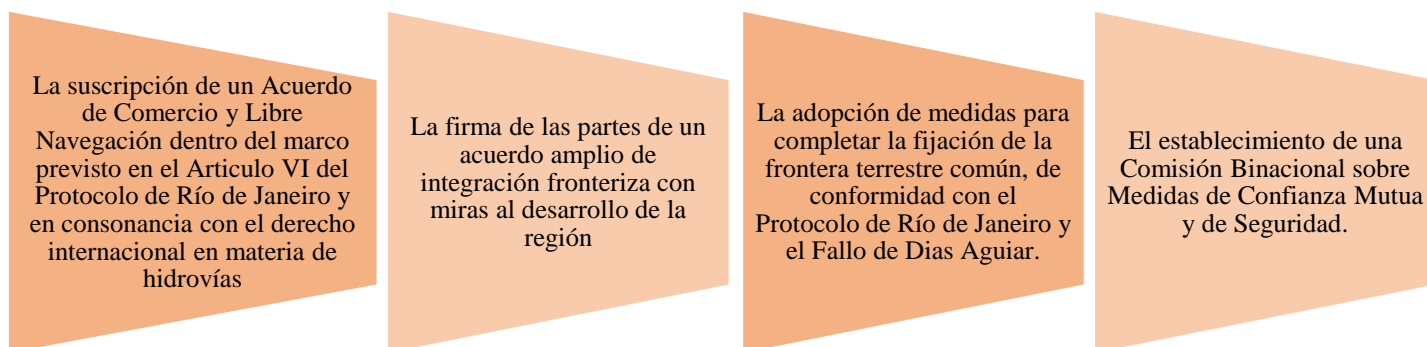 La suscripción de un Acuerdo
de Comercio y Libre
Navegación dentro del marco
previsto en el Articulo VI del
Protocolo de Río de Janeiro y
en consonancia con el derecho
internacional en materia de
hidrovías
La firma de las partes de un
acuerdo amplio de
integración fronteriza con
miras al desarrollo de la
región
La adopción de medidas para
completar la fijación de la
frontera terrestre común, de
conformidad con el
Protocolo de Río de Janeiro y
el Fallo de Dias Aguiar.
El establecimiento de una
Comisión Binacional sobre
Medidas de Confianza Mutua
y de Seguridad.